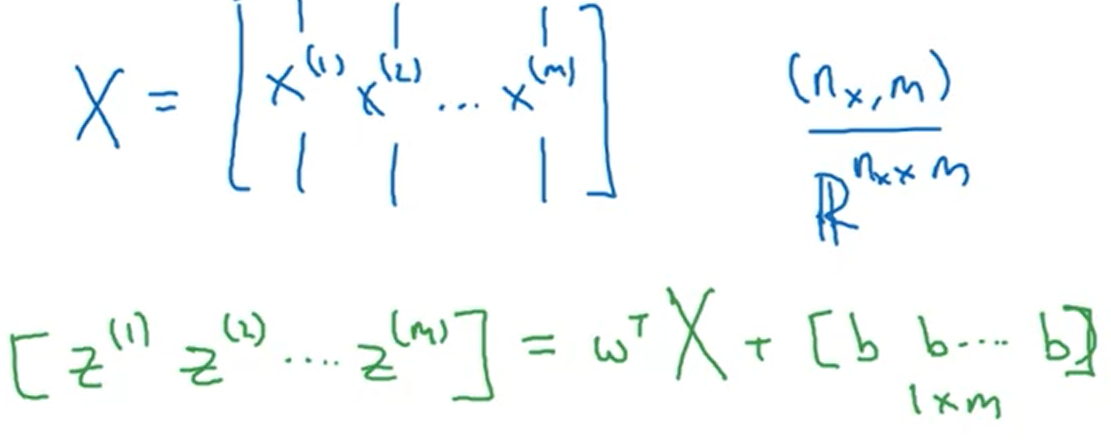 X = [ x^(1) x^(2) ... x^(m) ]
(n_x, m)
ℝ^{n_x × m}
[ z^(1) z^(2) .... z^(m) ] = w^T X + [b b.... b]
1×m